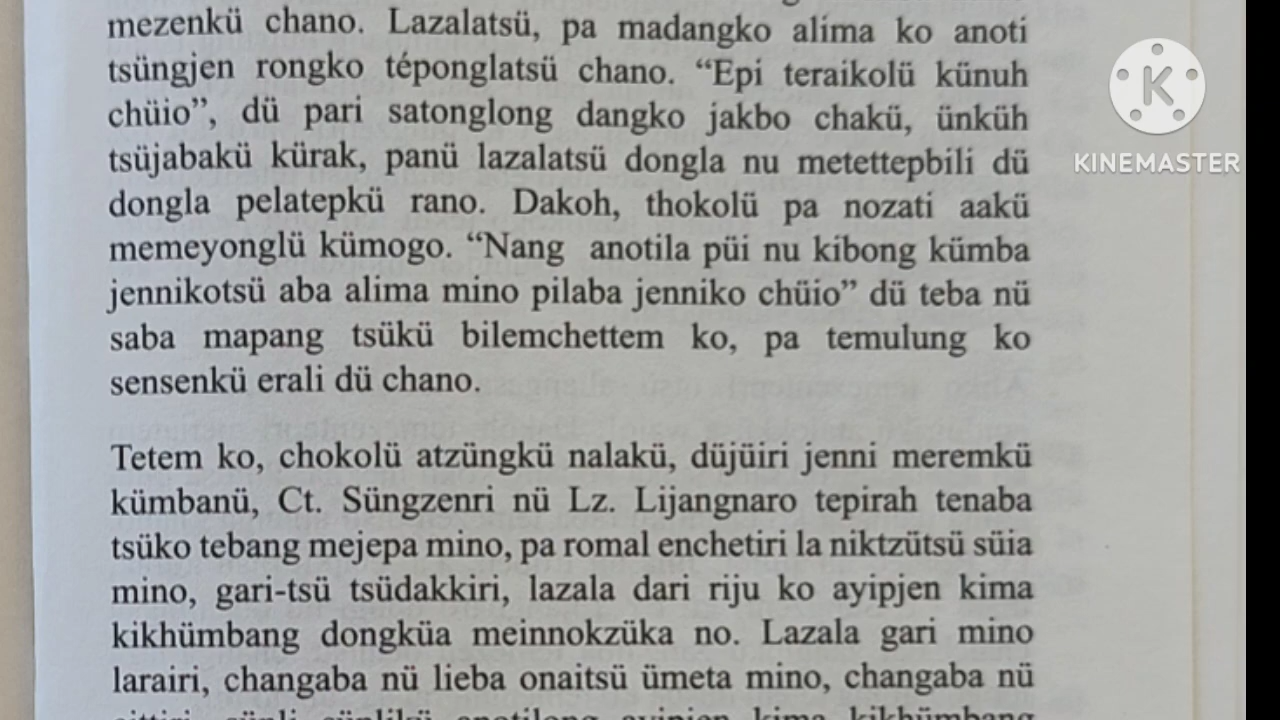 mezenkü chano. Lazalatsü, pa madangko alima ko anoti
tsüngjen rongko téponglatsü chano. “Epi teraikolü künuh
chüio”, dü pari satonglong dangko jakbo chakü, ünküh
tsüjabakü kürak, panü lazalatsü dongla nu metettepbili dü
dongla pelatepkü rano. Dakoh, thokolü pa nozati aakü
memeyonglü kümogo. “Nang anotila püi nu kibong kümba
jennikotsü aba alima mino pilaba jenniko chüio” dü teba nü
saba mapang tsükü bilemchettem ko, pa temulung ko
sensenkü erali dü chano.
Tetem ko, chokolü atzüngkü nalakü, düjüiri jenni meremkü
kümbanü, Ct. Süngzenri nü Lz. Lijangnaro tepirah tenaba
tsüko tebang mejepa mino, pa romal enchetiri la niktzütsü süia
mino, gari-tsü tsüdakkiri, lazala dari riju ko ayipjen kima
kikhümbang dongküa meinnokzüka no. Lazala gari mino
larairi, changaba nü lieba onaitsü ümeta mino, changaba nü
K
KINEMASTER